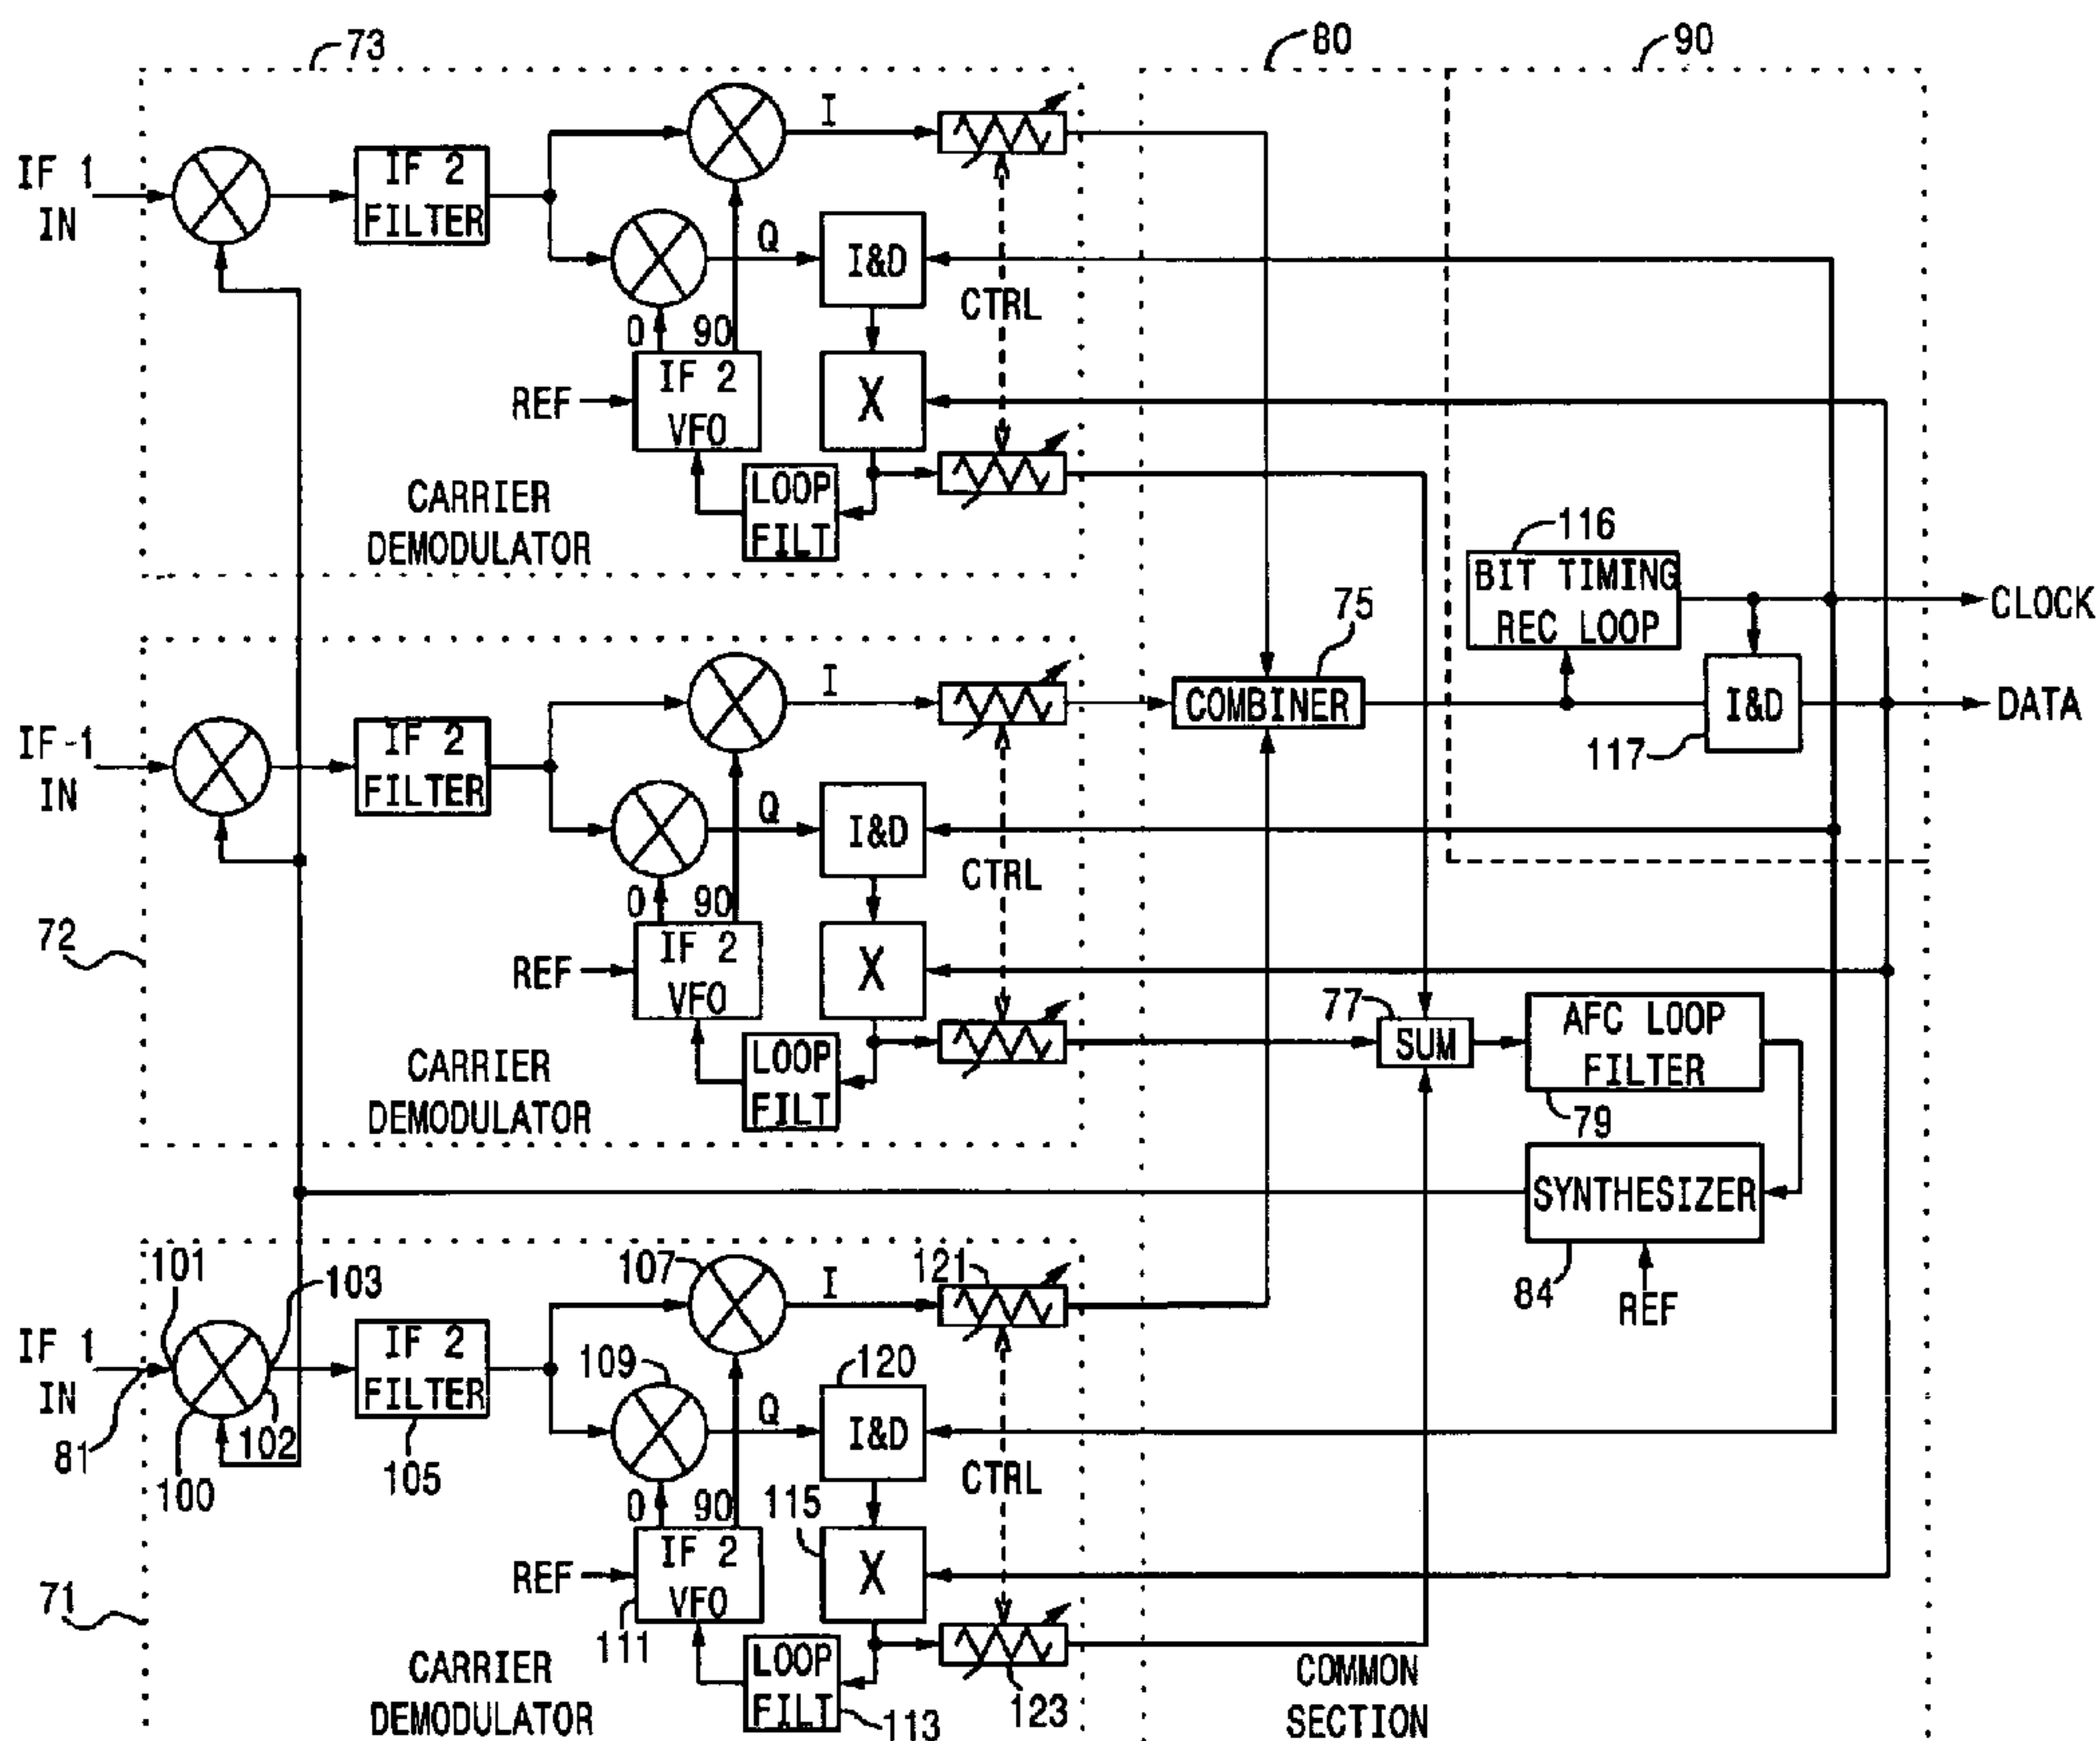 73
80
90
IF 1
IN
IF 2
FILTER
I
Q
I&D
CTRL
0 90
REF
IF 2
VFO
X
LOOP
FILT
CARRIER
DEMODULATOR
116
BIT TIMING
REC LOOP
CLOCK
75
COMBINER
I&D
DATA
117
IF-1
IN
IF 2
FILTER
I
Q
I&D
CTRL
0 90
72
REF
IF 2
VFO
X
LOOP
FILT
CARRIER
DEMODULATOR
77
SUM
AFC LOOP
FILTER
79
SYNTHESIZER
84
REF
101
103
IF 1
IN
81
100
102
IF 2
FILTER
105
107
I
121
109
Q
120
I&D
CTRL
0 90
115
REF
IF 2
VFO
111
X
71
LOOP
FILT
113
123
CARRIER
DEMODULATOR
COMMON
SECTION